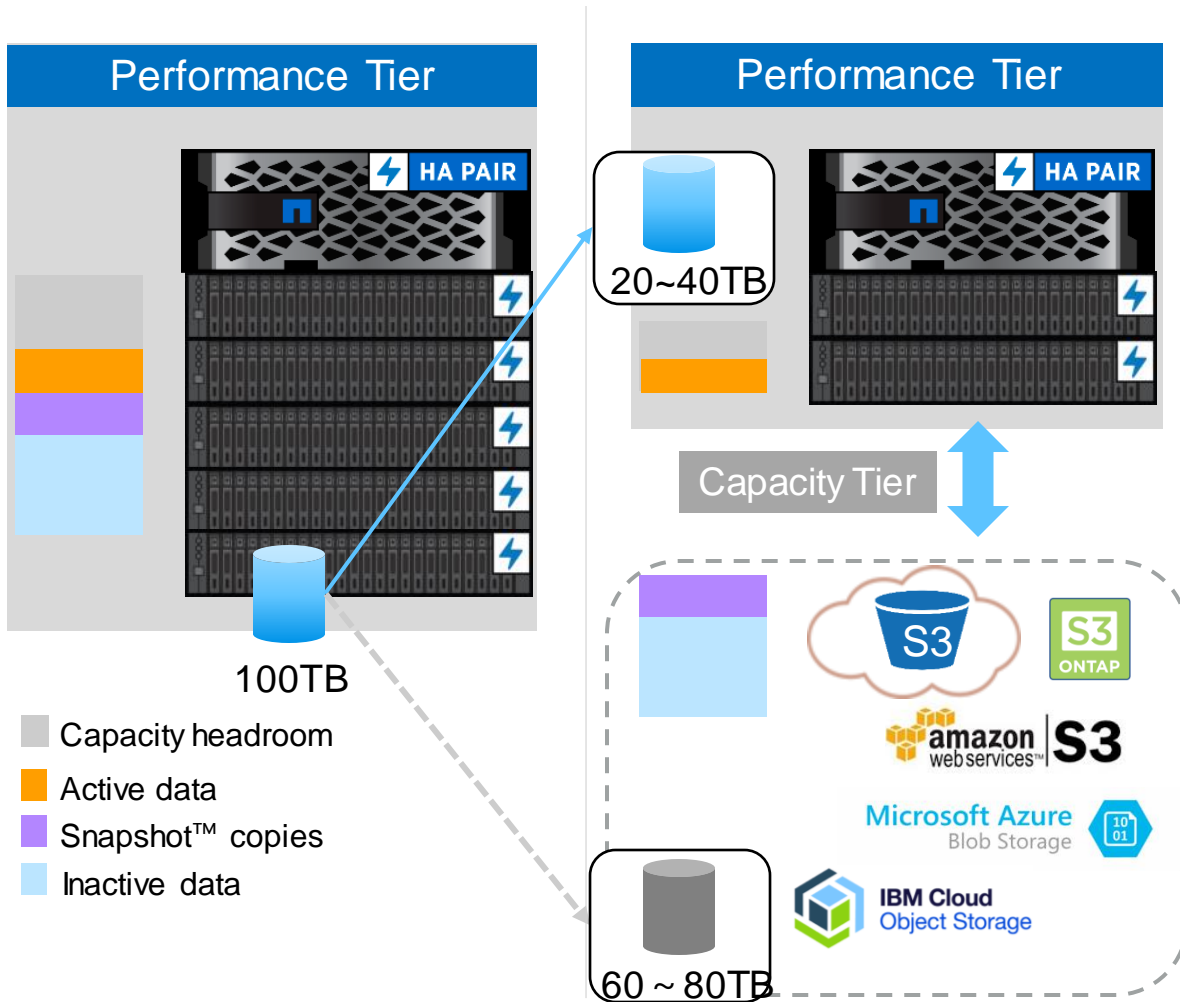 Performance Tier
HA PAIR
100TB
Capacity headroom
Active data
Snapshot™ copies
Inactive data
Performance Tier
HA PAIR
20~40TB
Capacity Tier
S3
S3
ONTAP
amazon
webservices™
S3
Microsoft Azure
Blob Storage
10
01
IBM Cloud
Object Storage
60 ~ 80TB